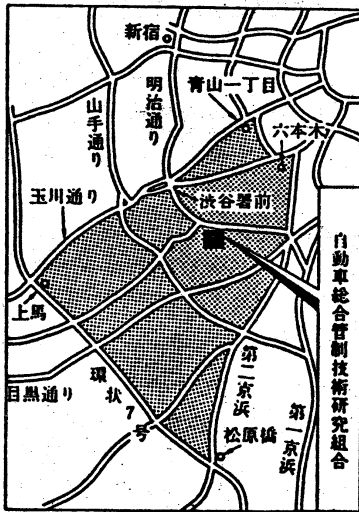 新宿
青山一丁目
六本木
明治通り
山手通り
玉川通り
渋谷署前
上馬
目黒通り
環状7号
第二京浜
第一京浜
松原橋
自動車総合管制技術研究組合